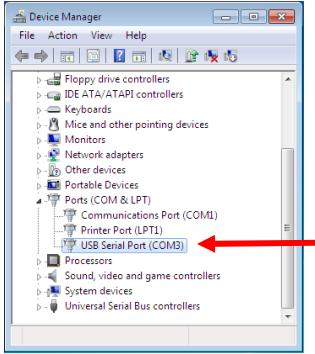 Device Manager
File Action View Help
Floppy drive controllers
IDE ATA/ATAPI controllers
Keyboards
Mice and other pointing devices
Monitors
Network adapters
Other devices
Portable Devices
Ports (COM & LPT)
Communications Port (COM1)
Printer Port (LPT1)
USB Serial Port (COM3)
Processors
Sound, video and game controllers
System devices
Universal Serial Bus controllers